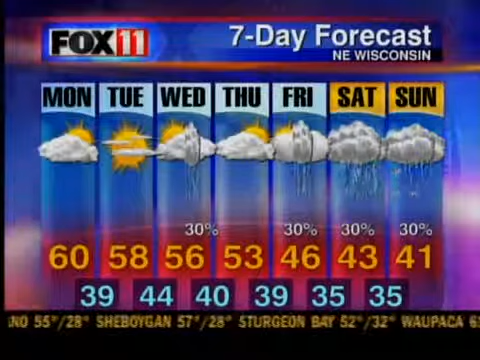 FOX 11
7-Day Forecast
NE WISCONSIN
MON TUE WED THU FRI SAT SUN
30% 30% 30% 30%
60 58 56 53 46 43 41
39 44 40 39 35 35
NO 55°/28° SHEBOYGAN 57°/28° STURGEON BAY 52°/32° WAUPACA 6